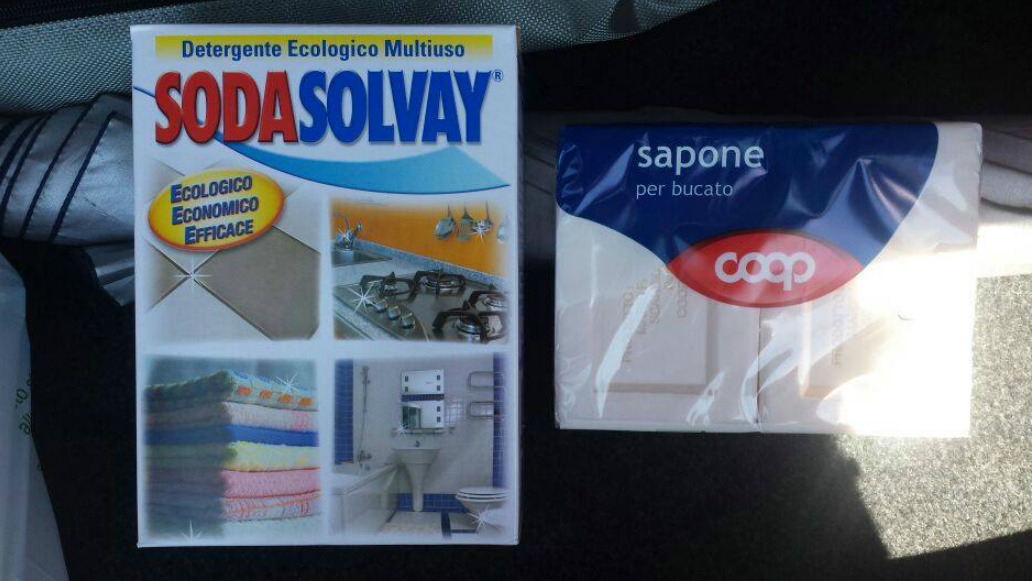 Detergente Ecologico Multiuso
SODASOLVAY®
ECOLOGICO
ECONOMICO
EFFICACE
sapone
per bucato
coop